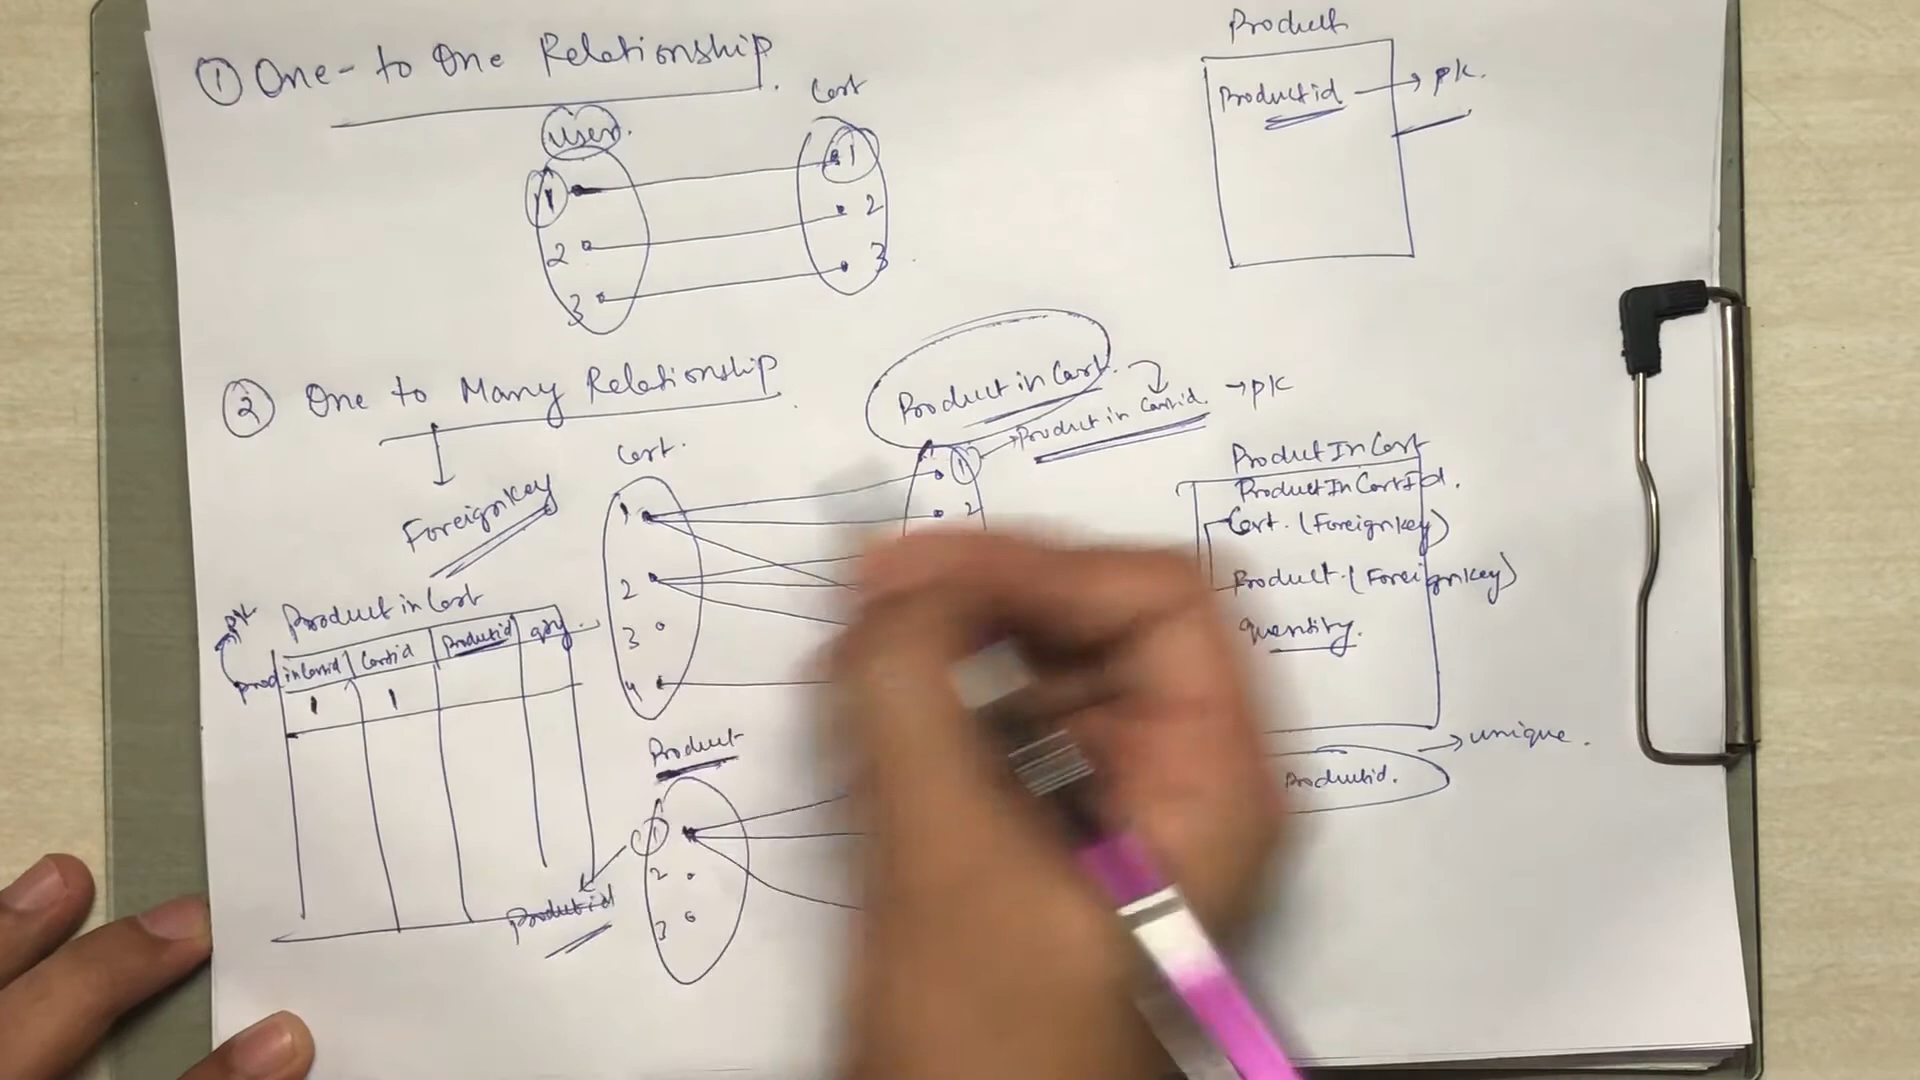 ① One-to One Relationship.
user.
Cart
1
2
3
1
2
3
Product
Productid → PK.
② One to Many Relationship
Foreignkey
Cart.
1
2
3
4
Product in Cart.
Product in Cartid. → PK
1
2
ProductInCart
ProductInCartId.
Cart. (Foreignkey)
Product. (Foreignkey)
quantity.
Productid. → unique.
PK
Product in Cart
prodinCartid Cartid Productid qty.
1 1
Product
1
2
3
Productid